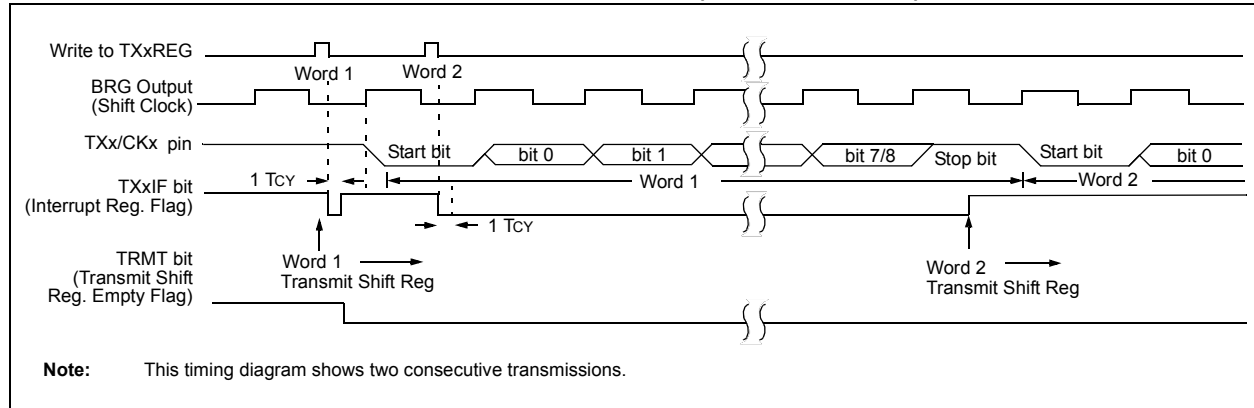 Write to TXxREG
Word 1
Word 2
BRG Output
(Shift Clock)
TXx/CKx pin
Start bit
bit 0
bit 1
bit 7/8
Stop bit
Start bit
bit 0
1 TCY
Word 1
Word 2
TXxIF bit
(Interrupt Reg. Flag)
1 TCY
TRMT bit
(Transmit Shift
Reg. Empty Flag)
Word 1
Transmit Shift Reg
Word 2
Transmit Shift Reg
Note: This timing diagram shows two consecutive transmissions.